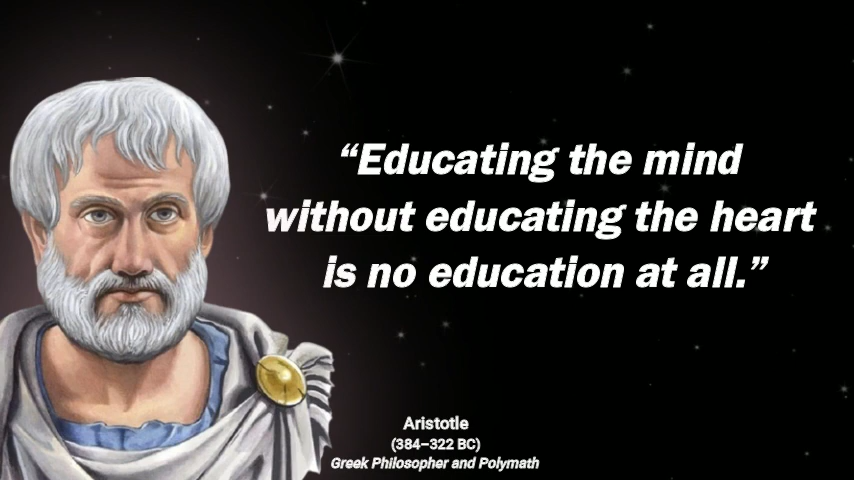 “Educating the mind
without educating the heart
is no education at all.”
Aristotle
(384–322 BC)
Greek Philosopher and Polymath